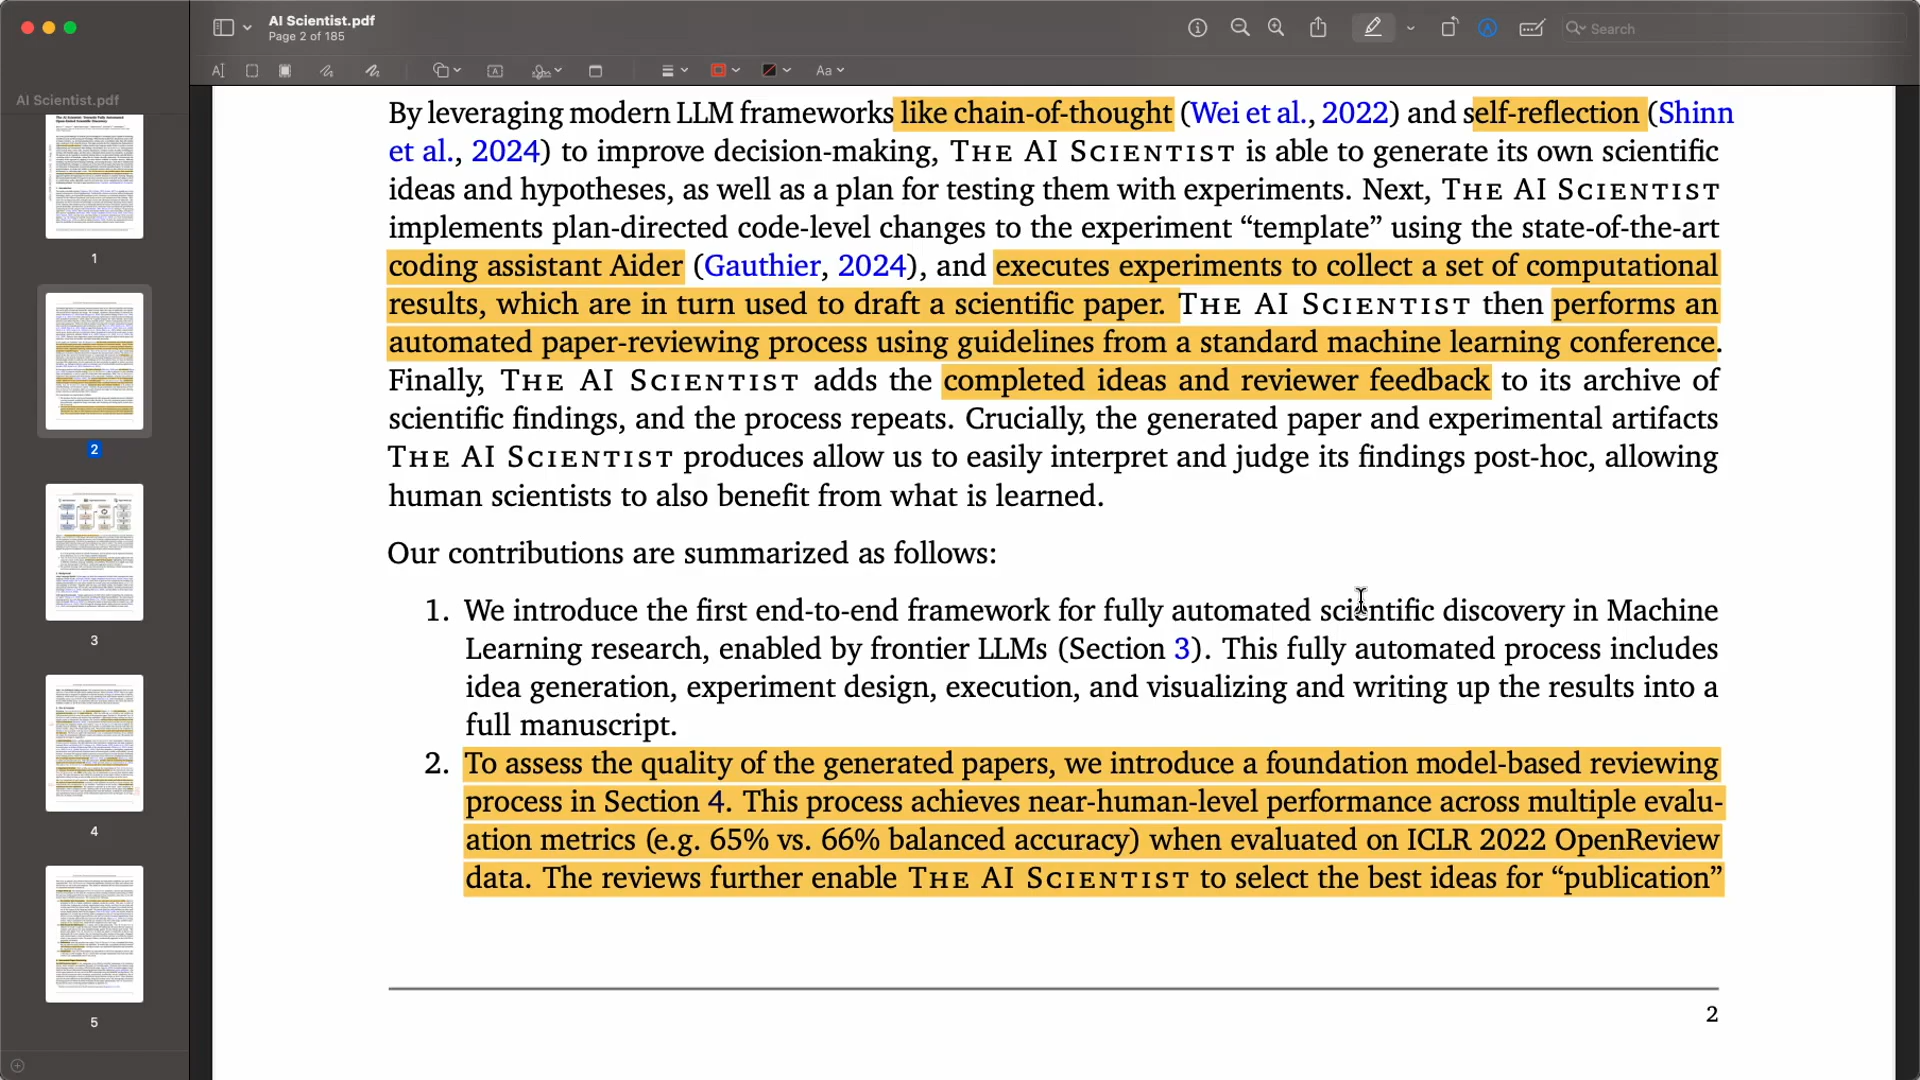 AI Scientist.pdf
Page 2 of 185
Search
Aa
AI Scientist.pdf
1
2
3
4
5
By leveraging modern LLM frameworks like chain-of-thought (Wei et al., 2022) and self-reflection (Shinn
et al., 2024) to improve decision-making, THE AI SCIENTIST is able to generate its own scientific
ideas and hypotheses, as well as a plan for testing them with experiments. Next, THE AI SCIENTIST
implements plan-directed code-level changes to the experiment “template” using the state-of-the-art
coding assistant Aider (Gauthier, 2024), and executes experiments to collect a set of computational
results, which are in turn used to draft a scientific paper. THE AI SCIENTIST then performs an
automated paper-reviewing process using guidelines from a standard machine learning conference.
Finally, THE AI SCIENTIST adds the completed ideas and reviewer feedback to its archive of
scientific findings, and the process repeats. Crucially, the generated paper and experimental artifacts
THE AI SCIENTIST produces allow us to easily interpret and judge its findings post-hoc, allowing
human scientists to also benefit from what is learned.
Our contributions are summarized as follows:
1. We introduce the first end-to-end framework for fully automated scientific discovery in Machine
Learning research, enabled by frontier LLMs (Section 3). This fully automated process includes
idea generation, experiment design, execution, and visualizing and writing up the results into a
full manuscript.
2. To assess the quality of the generated papers, we introduce a foundation model-based reviewing
process in Section 4. This process achieves near-human-level performance across multiple evalu-
ation metrics (e.g. 65% vs. 66% balanced accuracy) when evaluated on ICLR 2022 OpenReview
data. The reviews further enable THE AI SCIENTIST to select the best ideas for “publication”
2